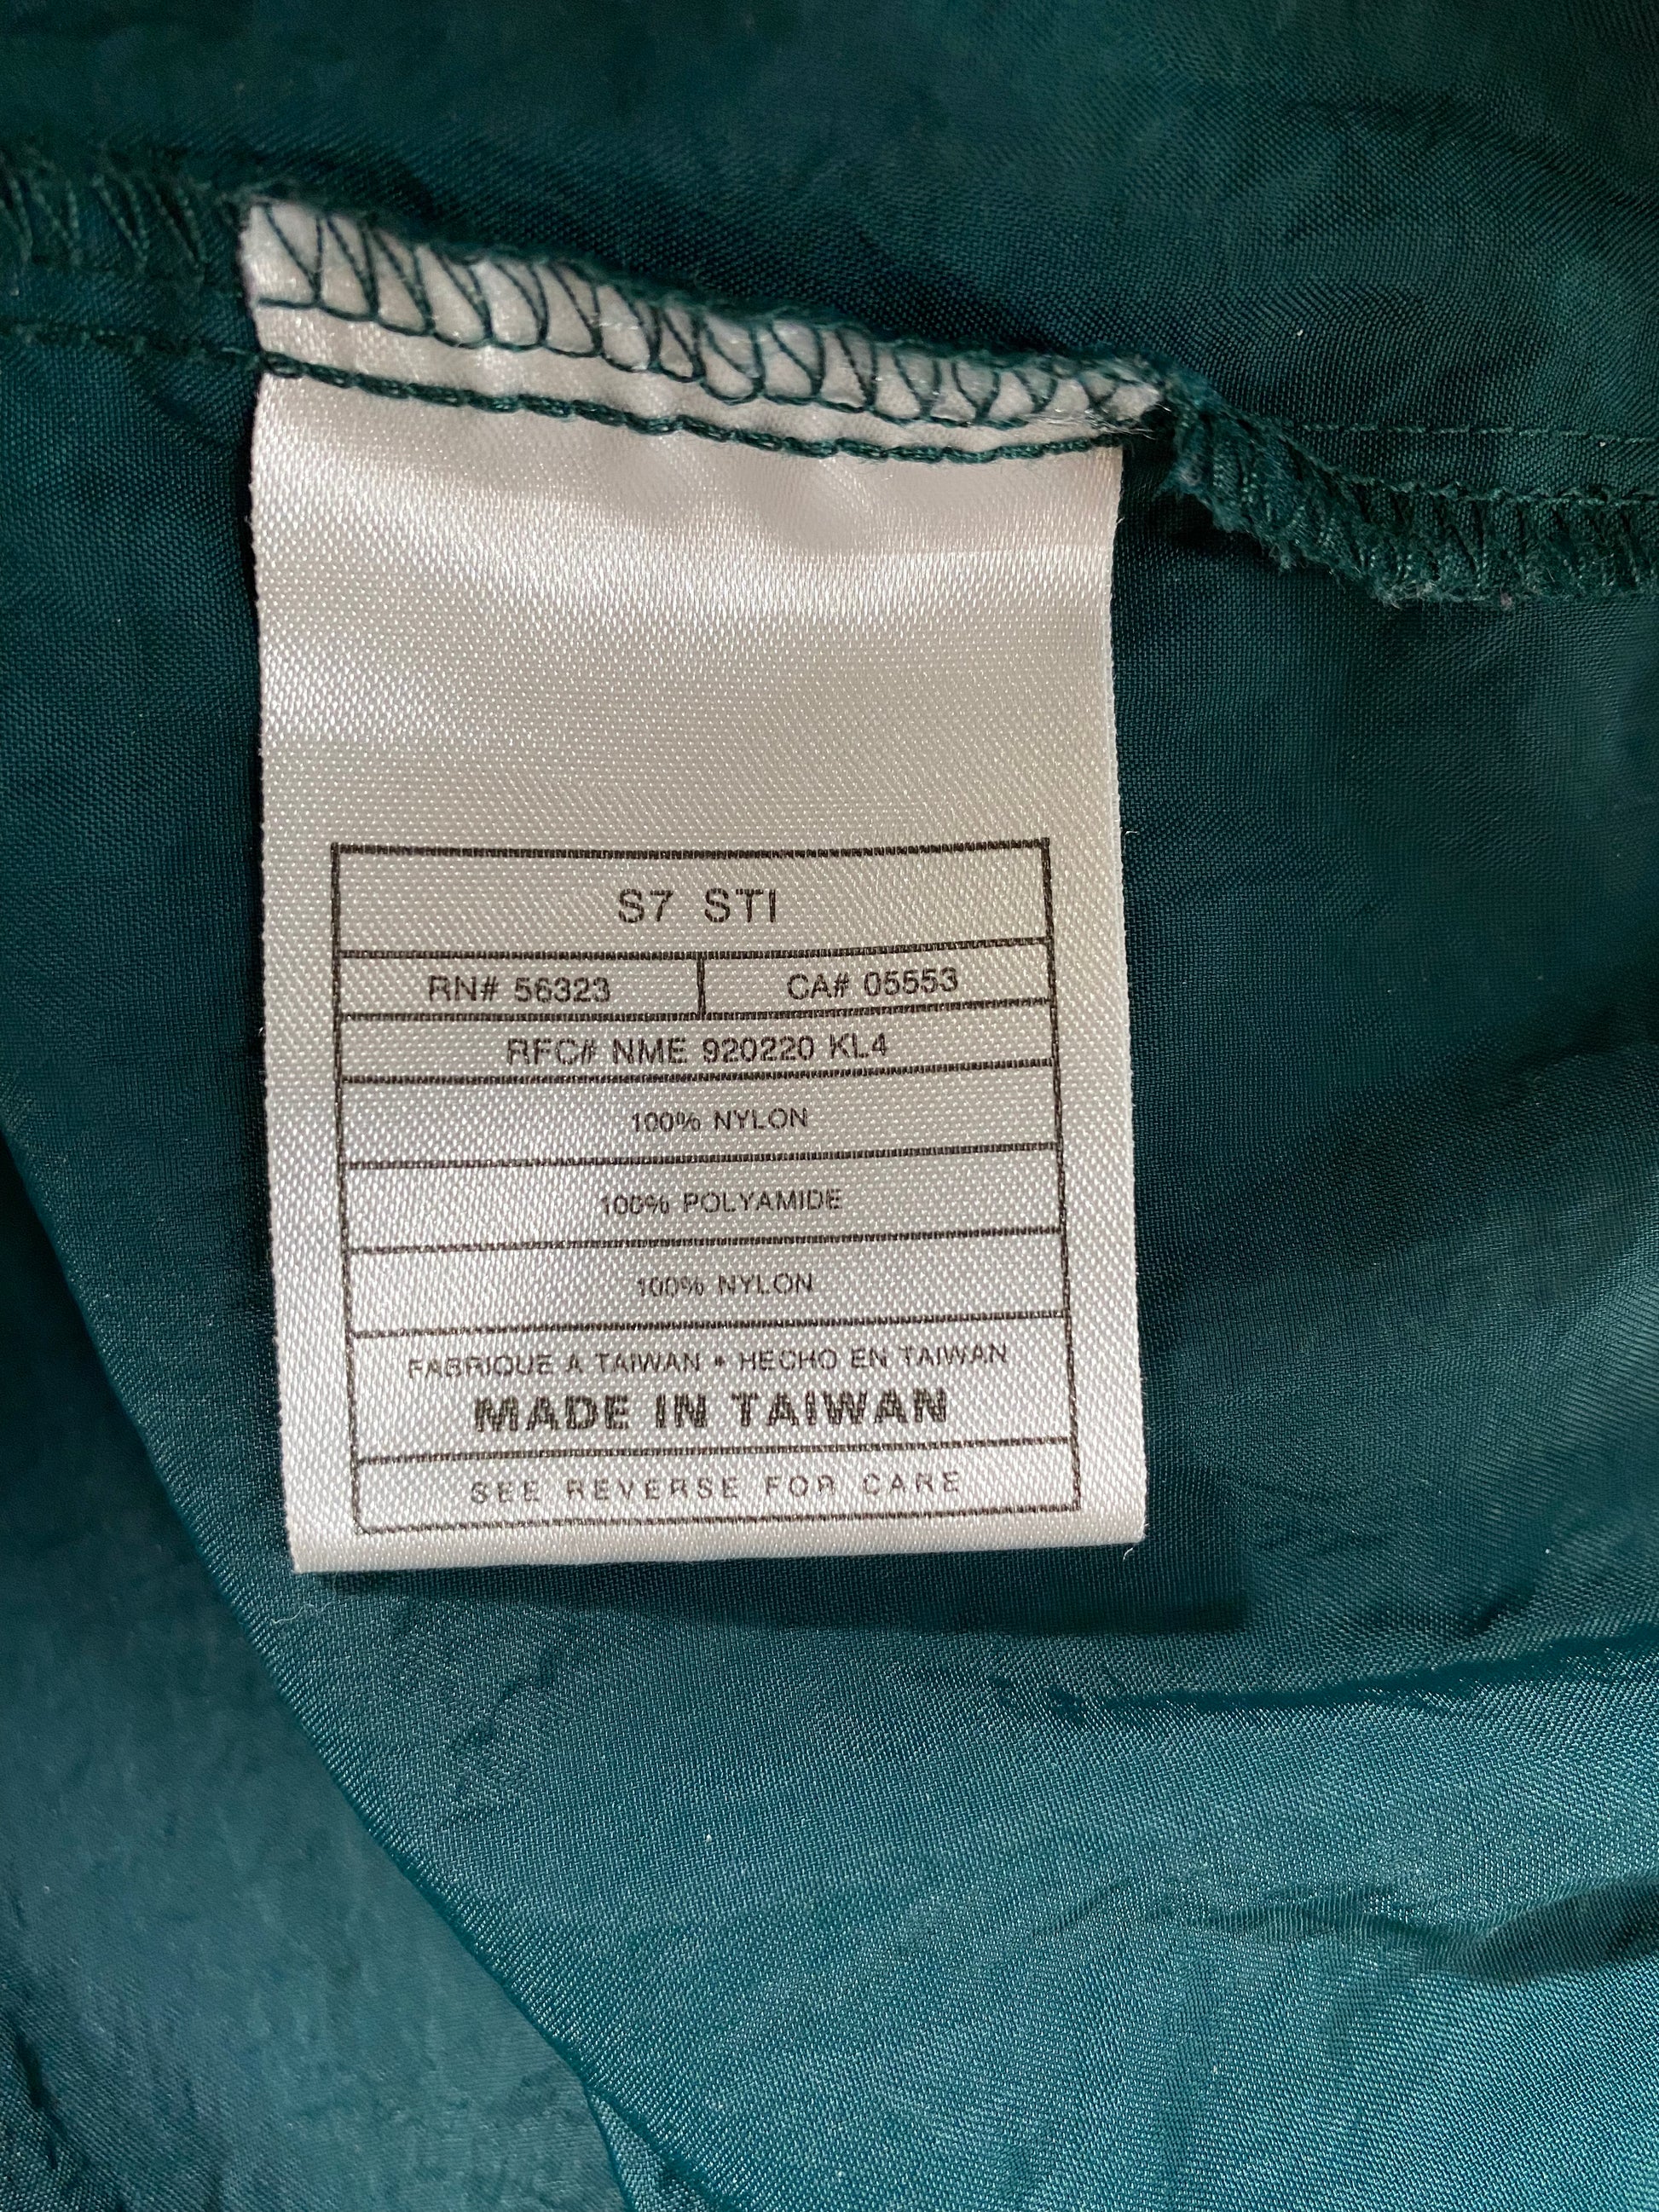 S7 STI
RN# 56323 CA# 05553
RFC# NME 920220 KL4
100% NYLON
100% POLYAMIDE
100% NYLON
FABRIQUE A TAIWAN • HECHO EN TAIWAN
MADE IN TAIWAN
SEE REVERSE FOR CARE